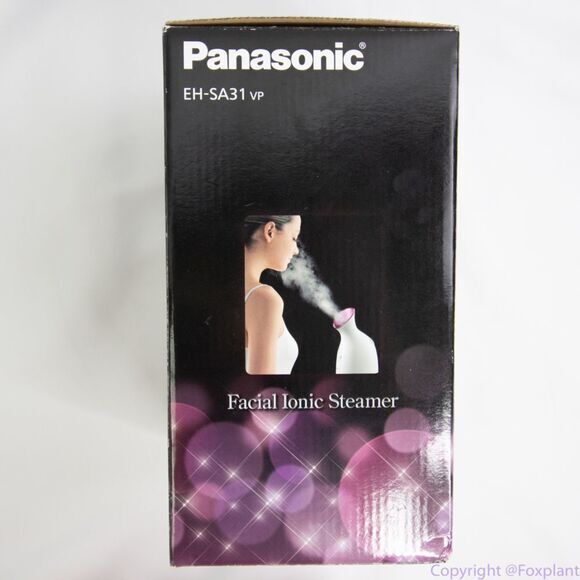 Panasonic®
EH-SA31 VP
Facial Ionic Steamer
Copyright @Foxplant